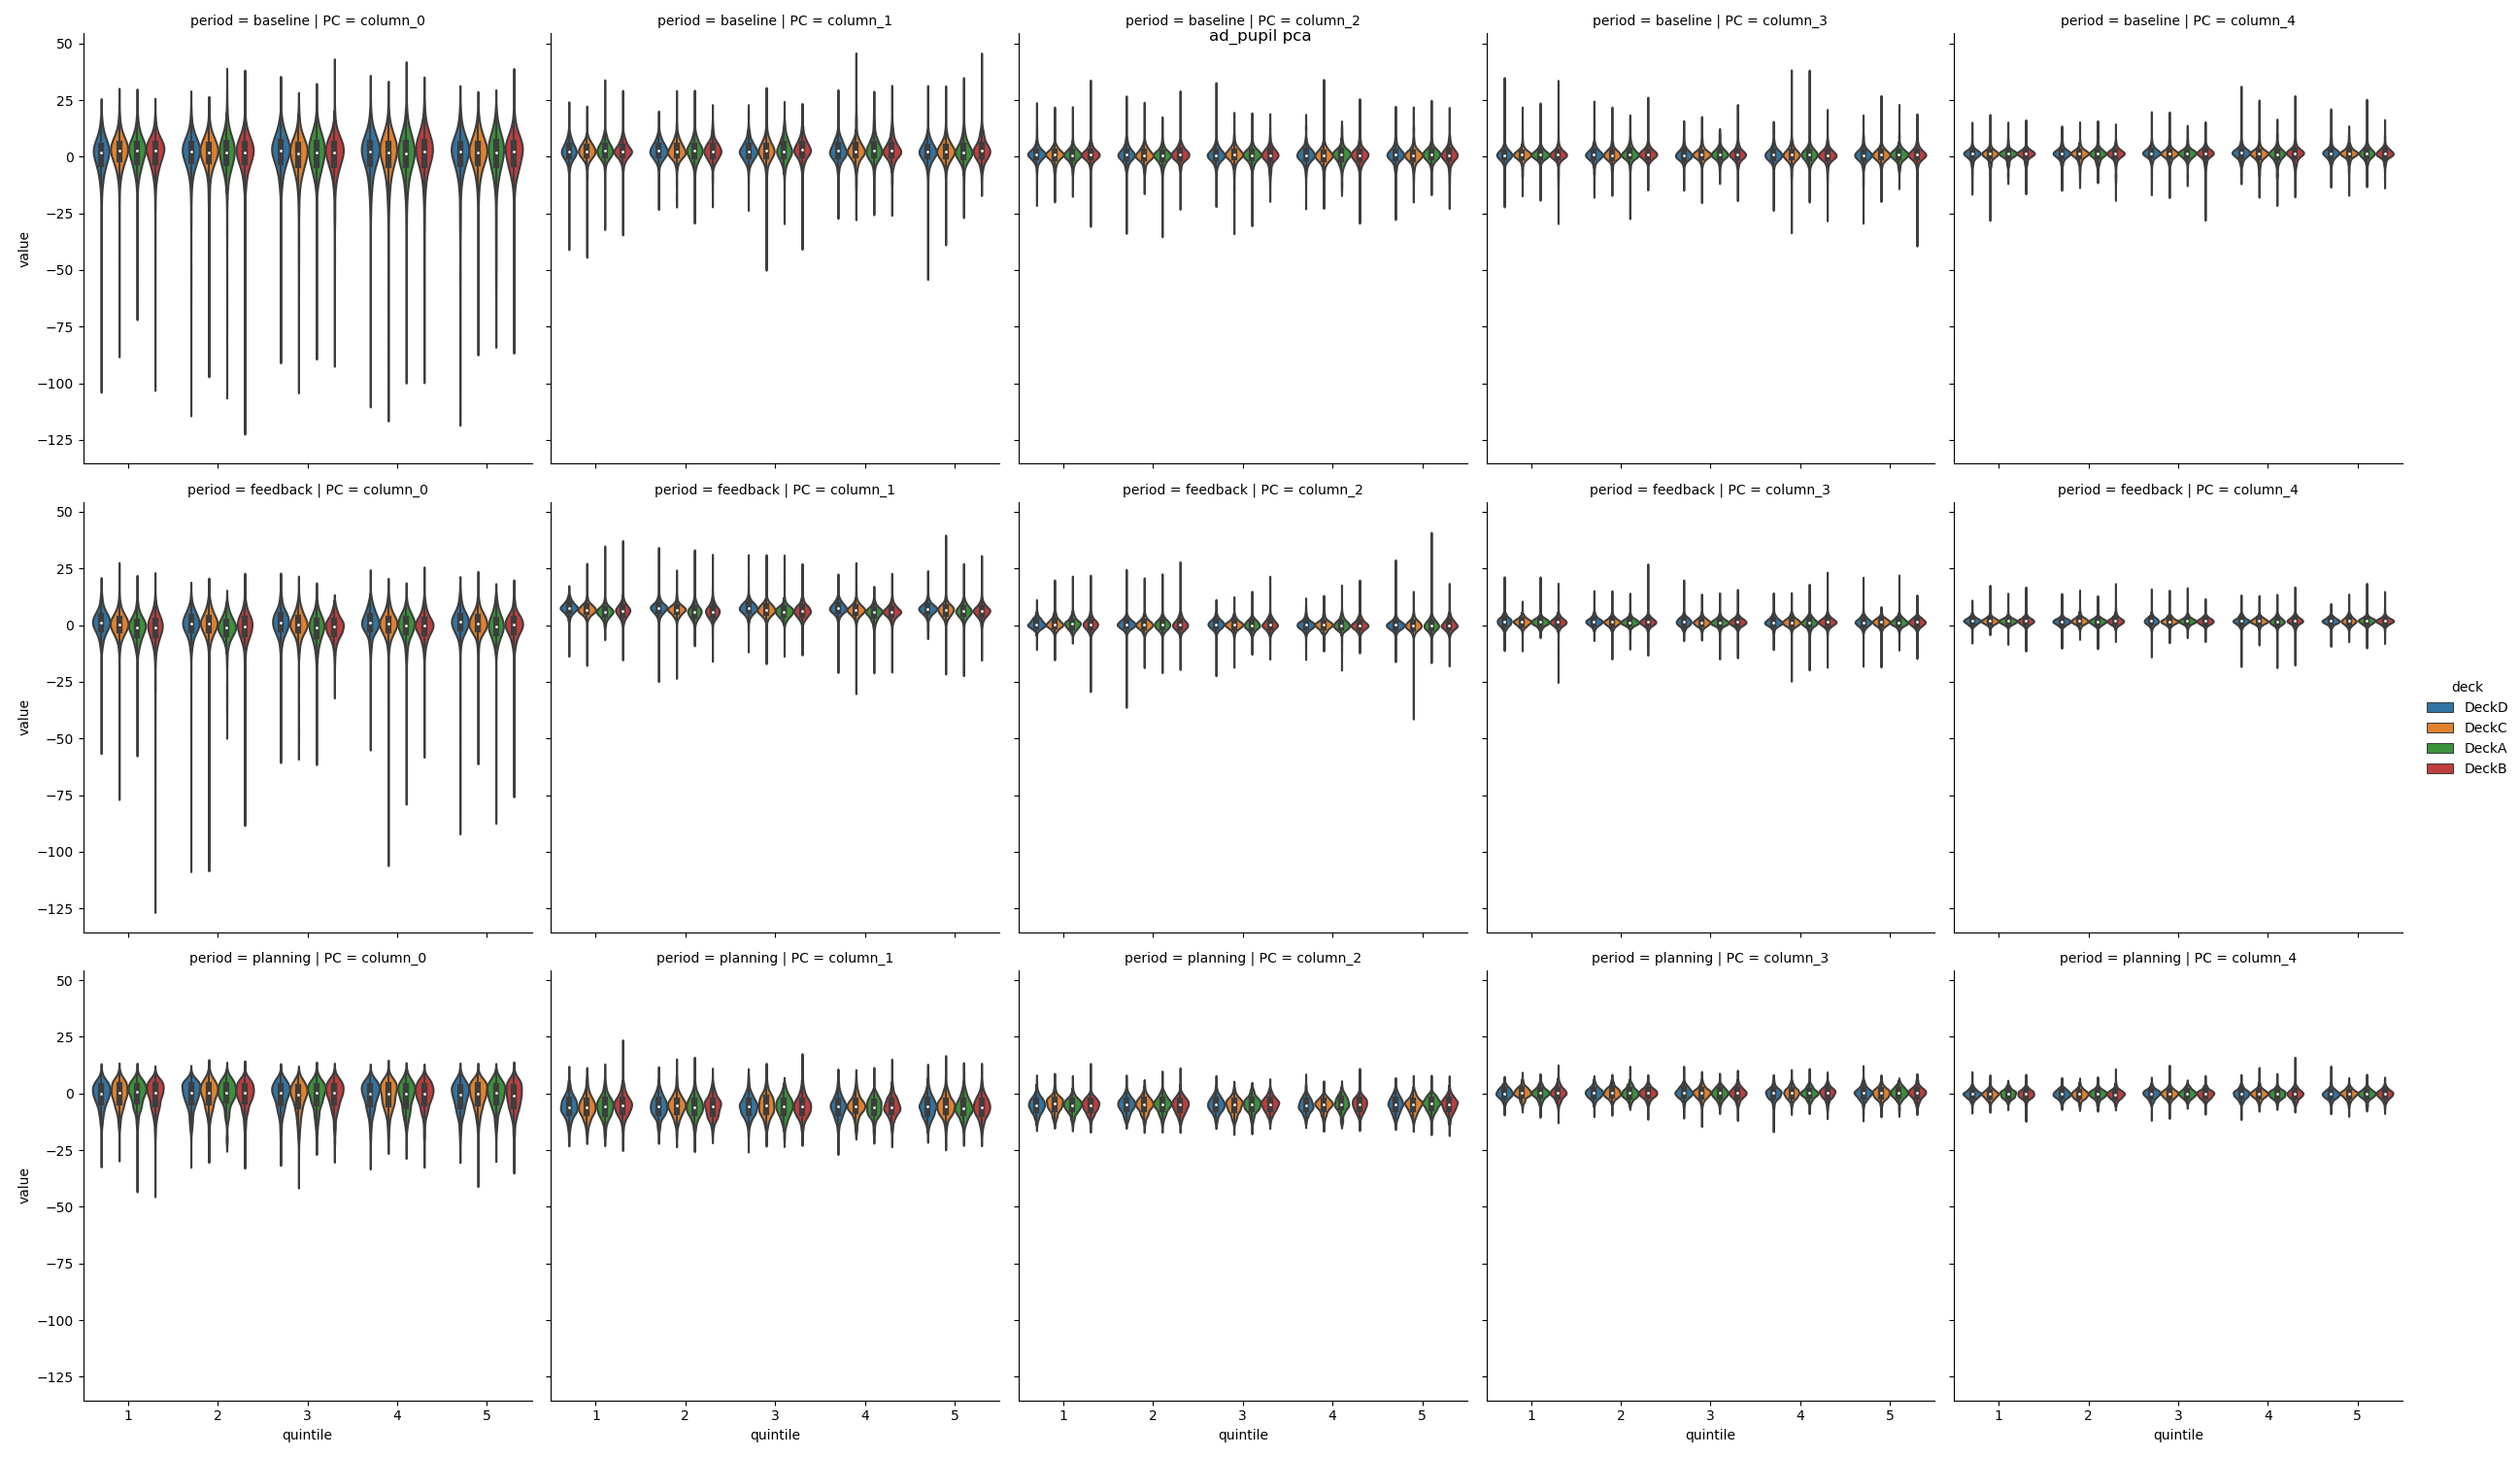 period = baseline | PC = column_0
period = baseline | PC = column_1
period = baseline | PC = column_2
period = baseline | PC = column_3
period = baseline | PC = column_4
ad_pupil pca
50
25
0
−25
−50
−75
−100
−125
value
period = feedback | PC = column_0
period = feedback | PC = column_1
period = feedback | PC = column_2
period = feedback | PC = column_3
period = feedback | PC = column_4
50
25
0
−25
−50
−75
−100
−125
value
deck
DeckD
DeckC
DeckA
DeckB
period = planning | PC = column_0
period = planning | PC = column_1
period = planning | PC = column_2
period = planning | PC = column_3
period = planning | PC = column_4
50
25
0
−25
−50
−75
−100
−125
value
1 2 3 4 5
quintile
1 2 3 4 5
quintile
1 2 3 4 5
quintile
1 2 3 4 5
quintile
1 2 3 4 5
quintile